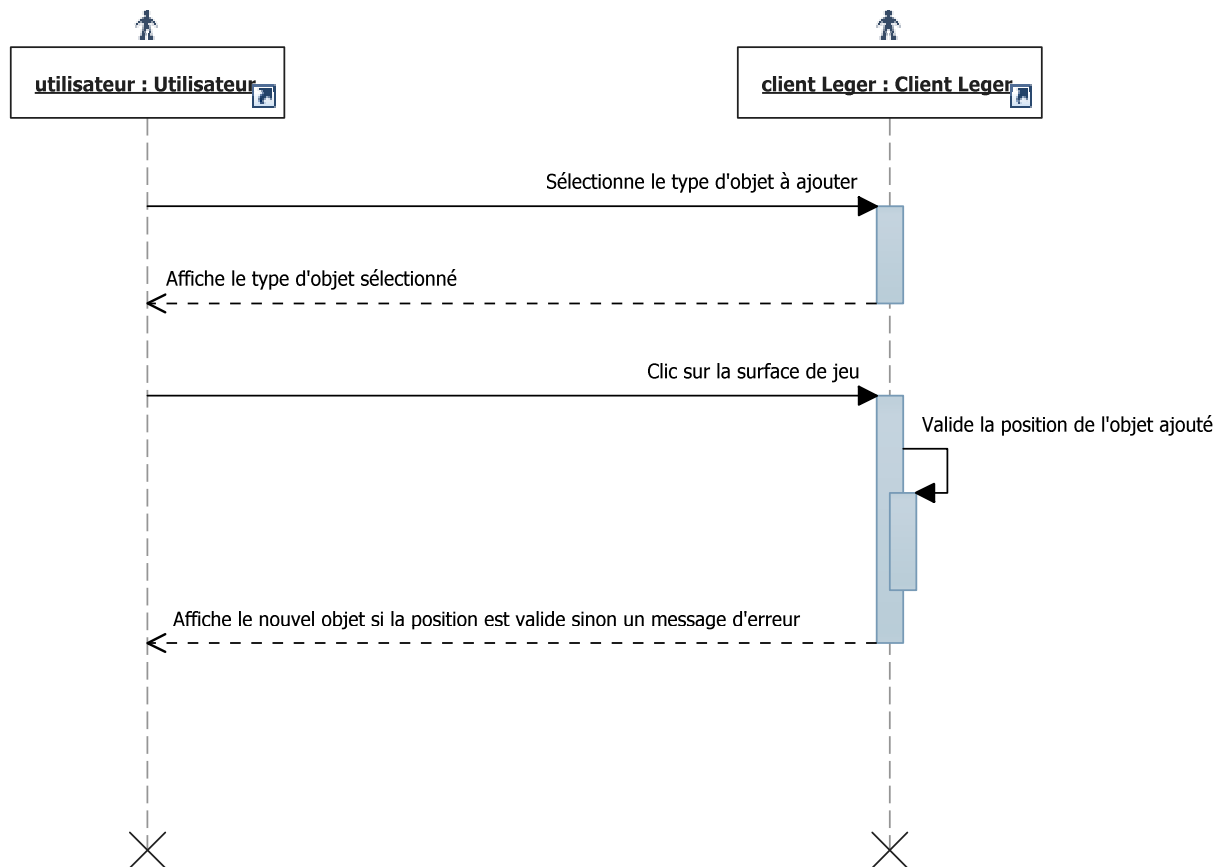 utilisateur : Utilisateur
client Leger : Client Leger
Sélectionne le type d'objet à ajouter
Affiche le type d'objet sélectionné
Clic sur la surface de jeu
Valide la position de l'objet ajouté
Affiche le nouvel objet si la position est valide sinon un message d'erreur